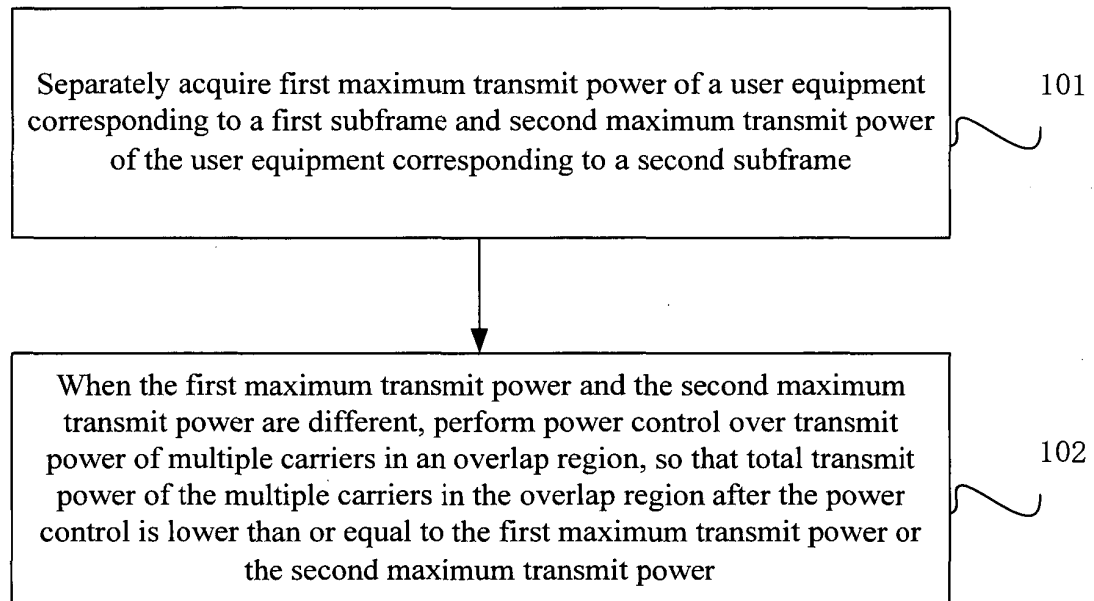 Separately acquire first maximum transmit power of a user equipment
corresponding to a first subframe and second maximum transmit power
of the user equipment corresponding to a second subframe
101
When the first maximum transmit power and the second maximum
transmit power are different, perform power control over transmit
power of multiple carriers in an overlap region, so that total transmit
power of the multiple carriers in the overlap region after the power
control is lower than or equal to the first maximum transmit power or
the second maximum transmit power
102